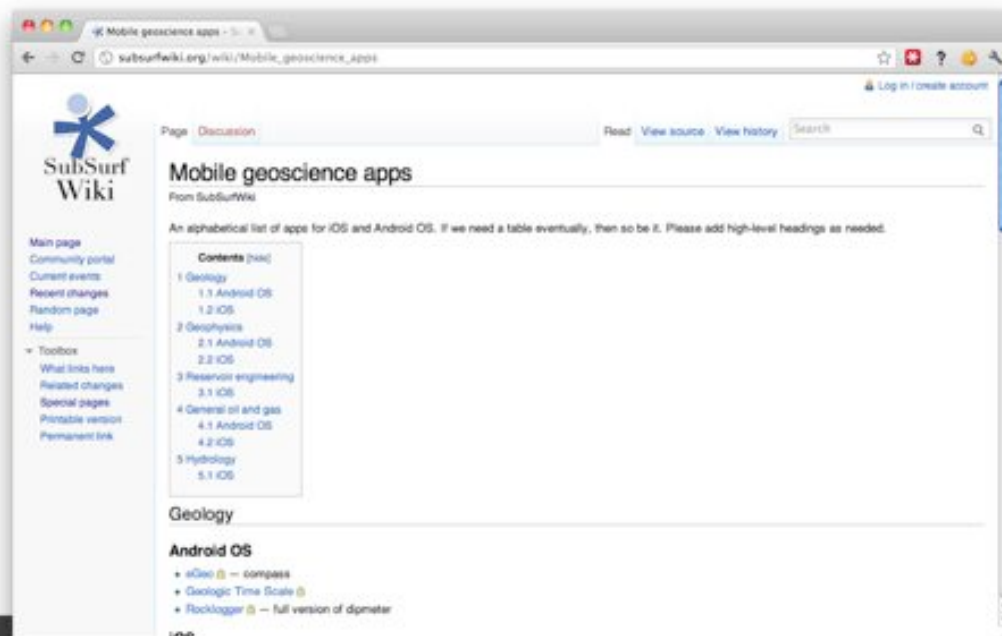 Mobile geoscience apps - S
subsurfwiki.org/wiki/Mobile_geoscience_apps
Log in / create account
Page Discussion Read View source View history Search
SubSurf
Wiki
Mobile geoscience apps
From SubSurfWiki
An alphabetical list of apps for iOS and Android OS. If we need a table eventually, then so be it. Please add high-level headings as needed.
Main page
Community portal
Current events
Recent changes
Random page
Help
Toolbox
What links here
Related changes
Special pages
Printable version
Permanent link
Contents [hide]
1 Geology
1.1 Android OS
1.2 iOS
2 Geophysics
2.1 Android OS
2.2 iOS
3 Reservoir engineering
3.1 iOS
4 General oil and gas
4.1 Android OS
4.2 iOS
5 Hydrology
5.1 iOS
Geology
Android OS
eGeo — compass
Geologic Time Scale
Rocklogger — full version of dipmeter
iOS